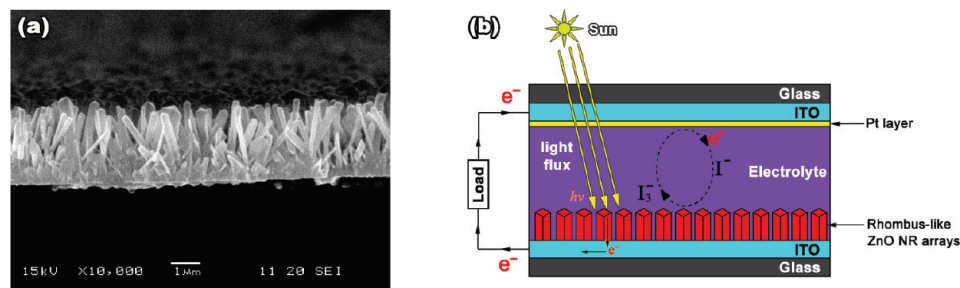 (a)
15kV X10,000 1μm 11 20 SEI
(b)
Sun
Glass
e⁻
ITO
Pt layer
light
flux
e⁻
I⁻
Electrolyte
Load
hν
I₃⁻
Rhombus-like
ZnO NR arrays
e⁻
ITO
e⁻
Glass